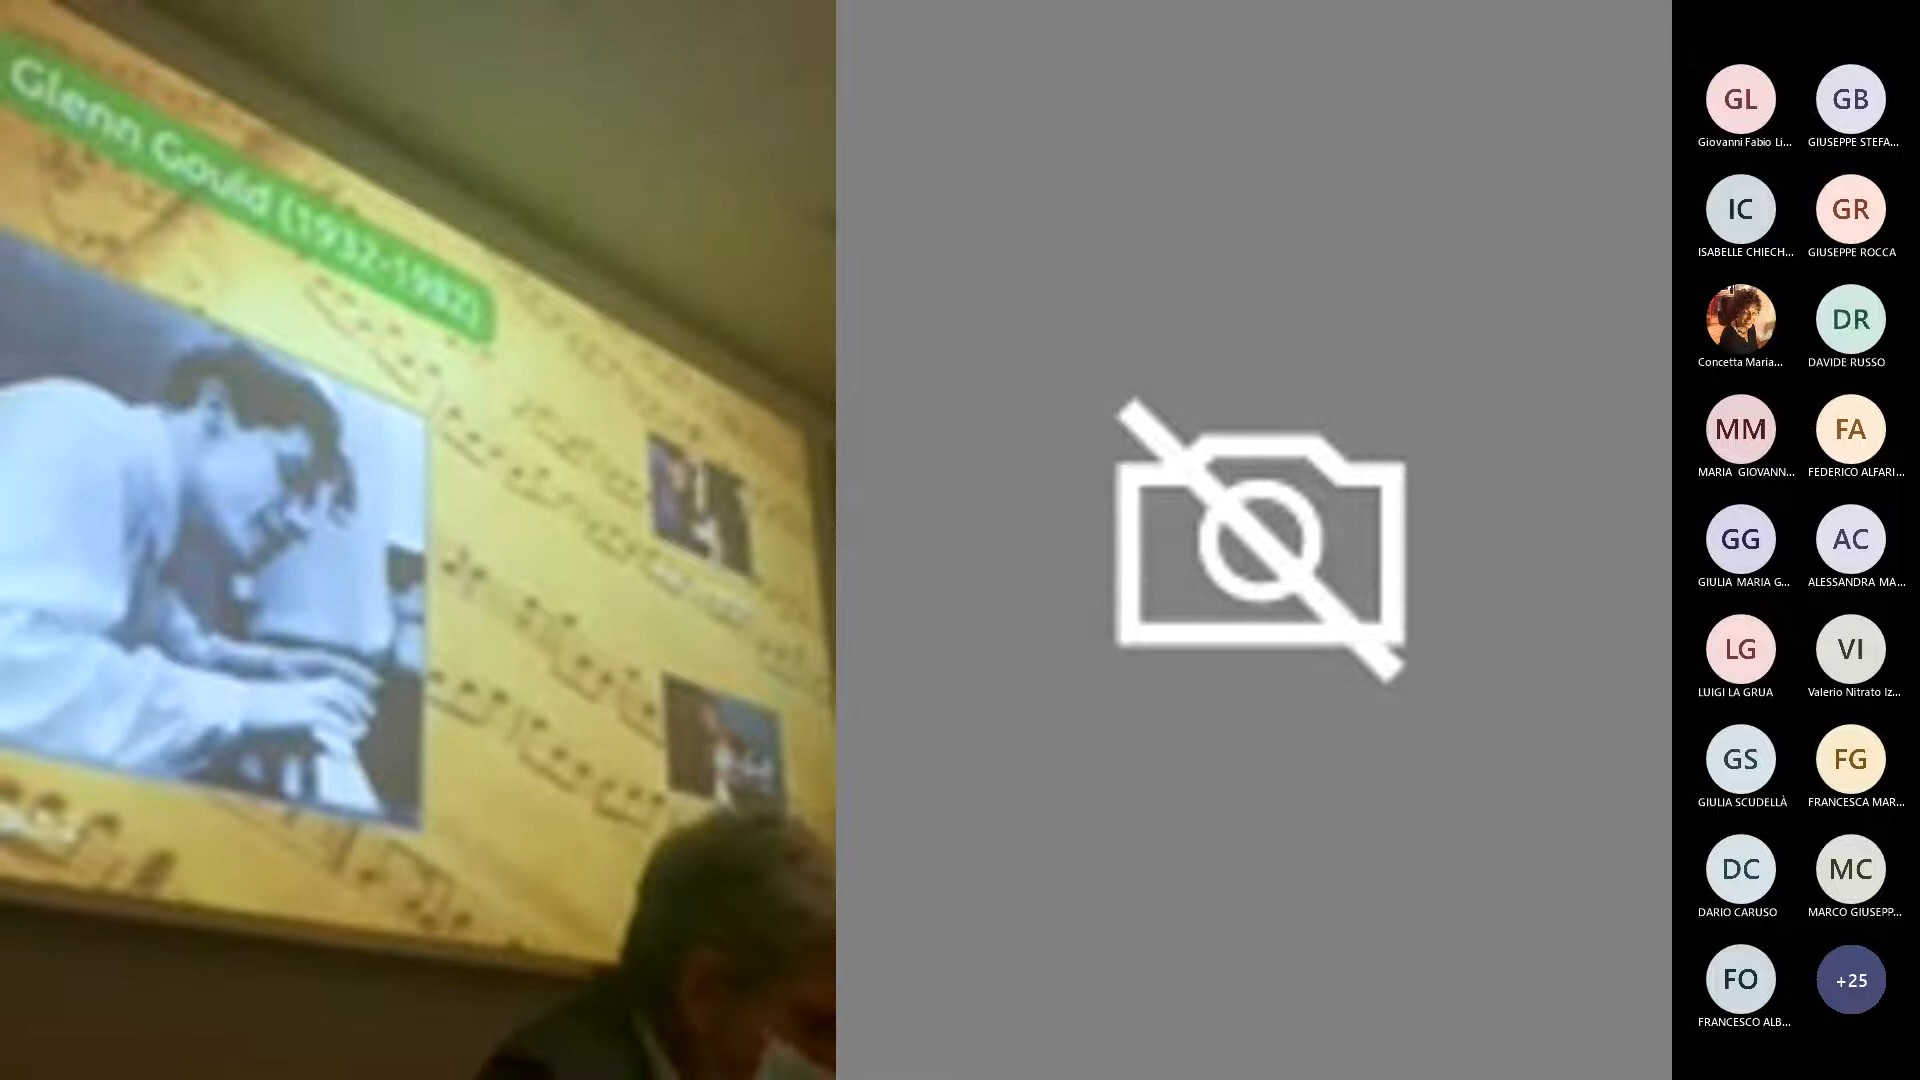 Glenn Gould (1932-1982)
GL
GB
Giovanni Fabio Li...
GIUSEPPE STEFA...
IC
GR
ISABELLE CHIECH...
GIUSEPPE ROCCA
DR
Concetta Maria...
DAVIDE RUSSO
MM
FA
MARIA GIOVANN...
FEDERICO ALFARI...
GG
AC
GIULIA MARIA G...
ALESSANDRA MA...
LG
VI
LUIGI LA GRUA
Valerio Nitrato Iz...
GS
FG
GIULIA SCUDELLÀ
FRANCESCA MAR...
DC
MC
DARIO CARUSO
MARCO GIUSEPP...
FO
+25
FRANCESCO ALB...